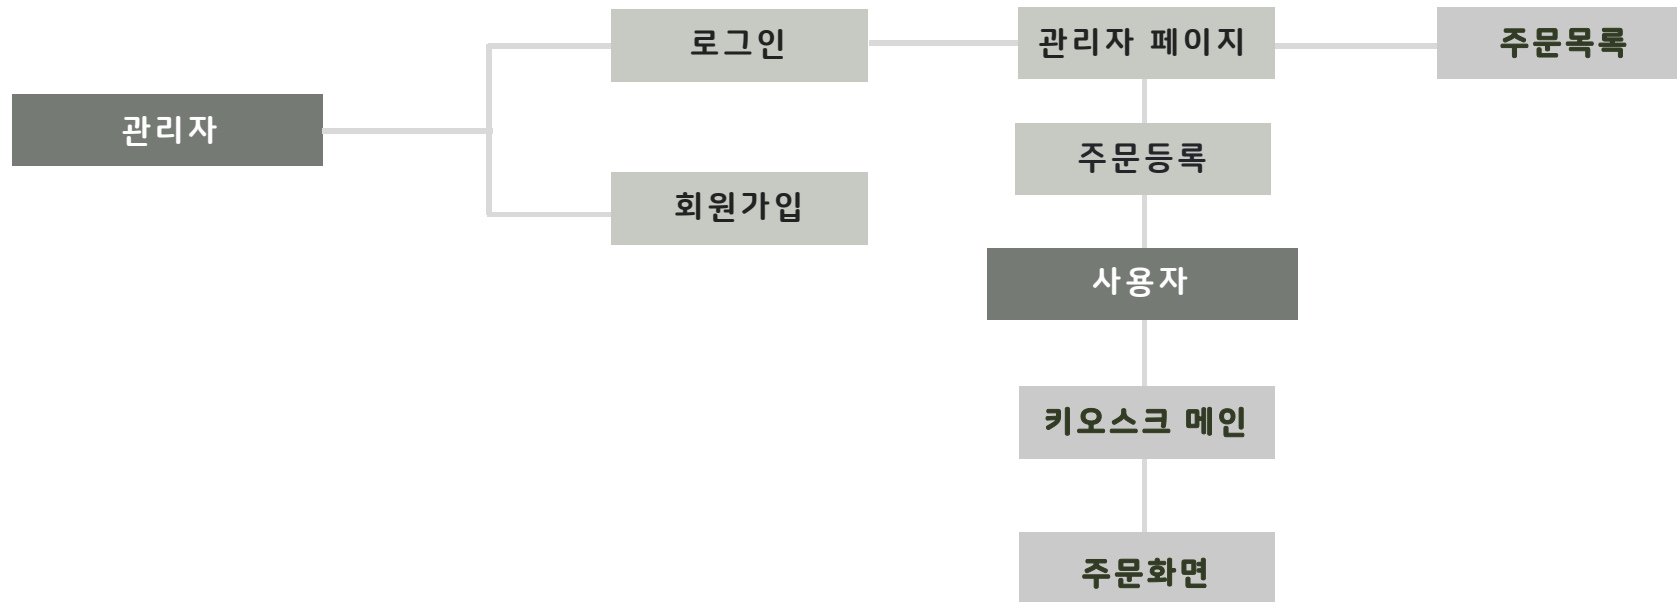 로그인
관리자 페이지
주문목록
관리자
주문등록
회원가입
사용자
키오스크 메인
주문화면